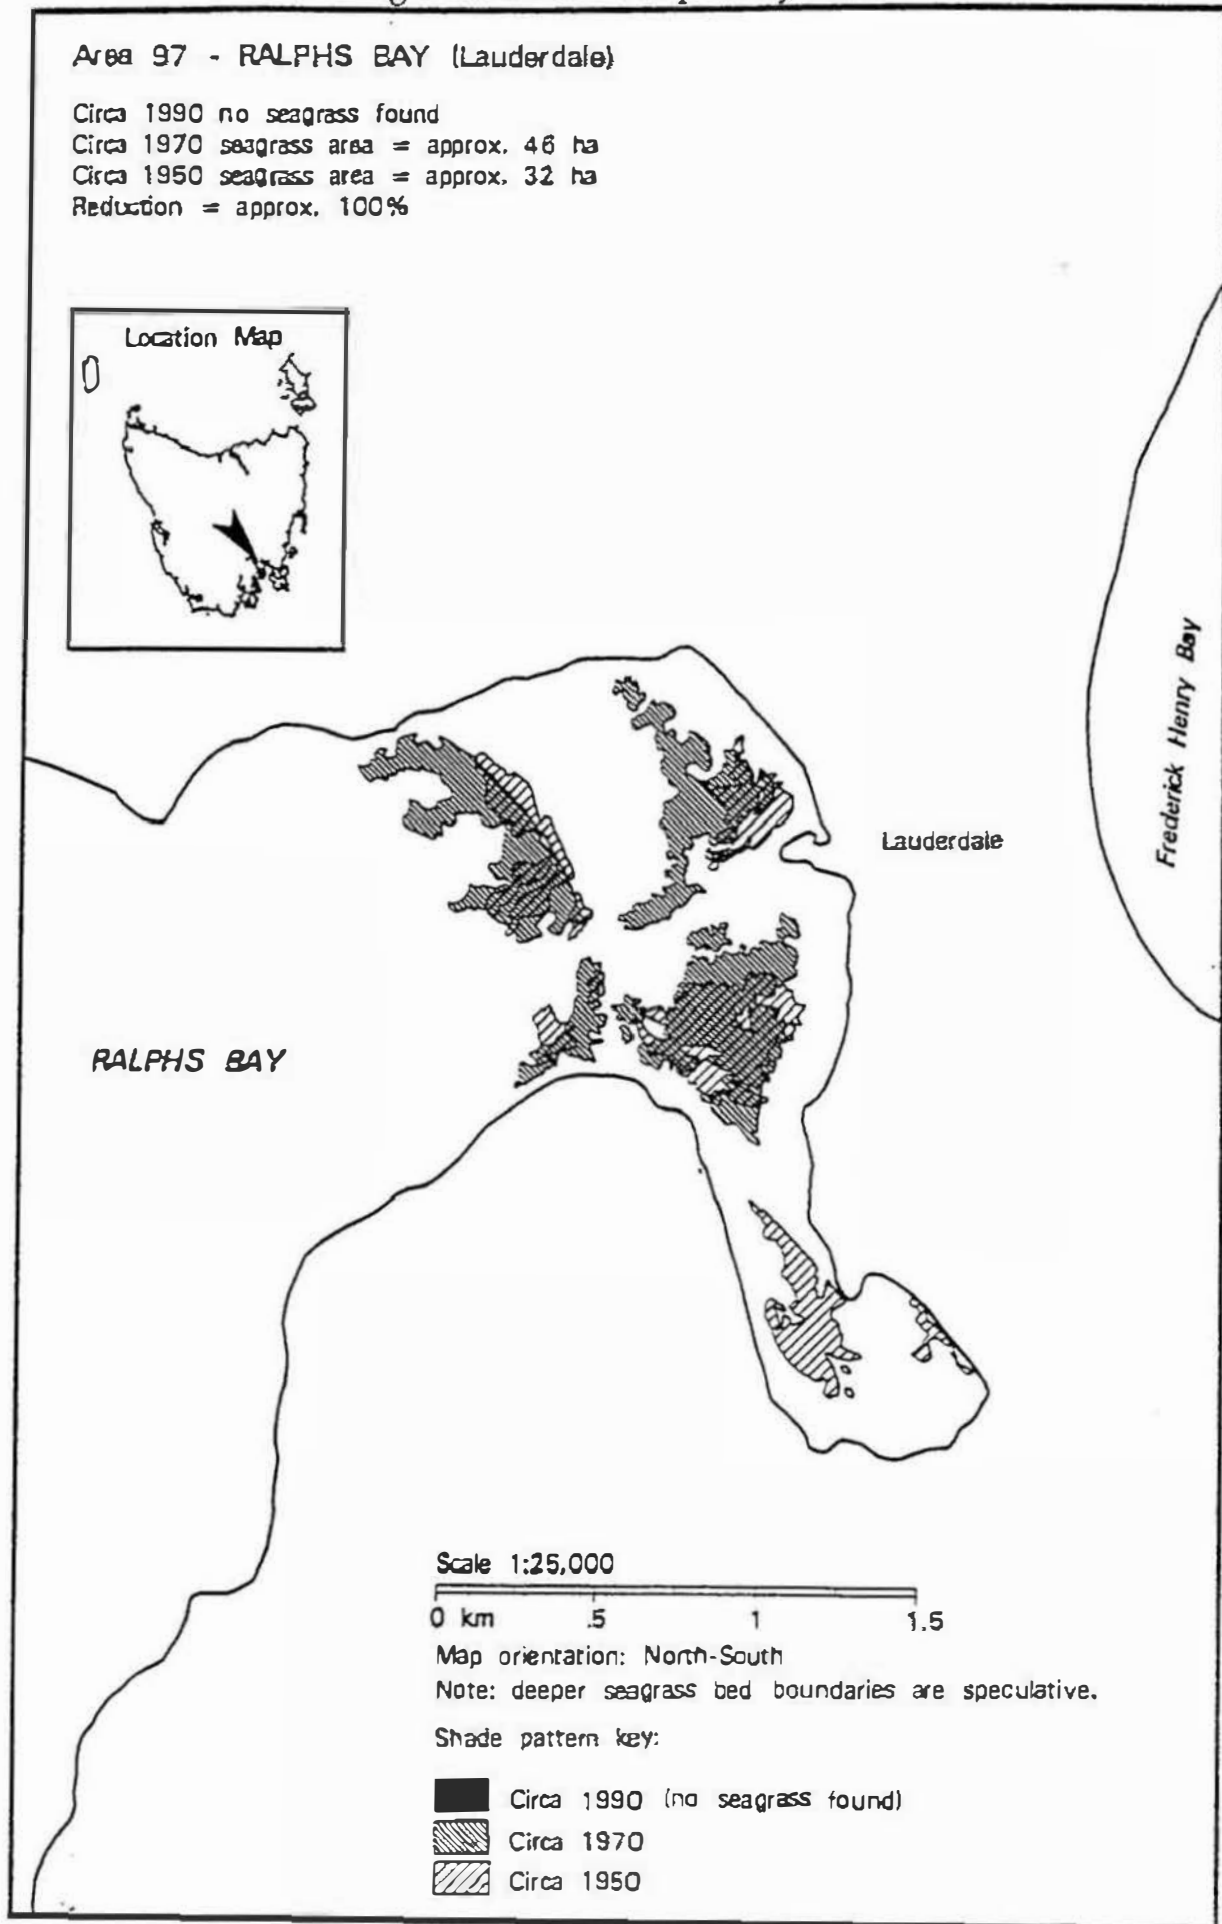 Area 97 - RALPHS BAY (Lauderdale)
Circa 1990 no seagrass found
Circa 1970 seagrass area = approx. 46 ha
Circa 1950 seagrass area = approx. 32 ha
Reduction = approx. 100%
Location Map
Frederick Henry Bay
Lauderdale
RALPHS BAY
Scale 1:25,000
0 km .5 1 1.5
Map orientation: North-South
Note: deeper seagrass bed boundaries are speculative.
Shade pattern key:
Circa 1990 (no seagrass found)
Circa 1970
Circa 1950